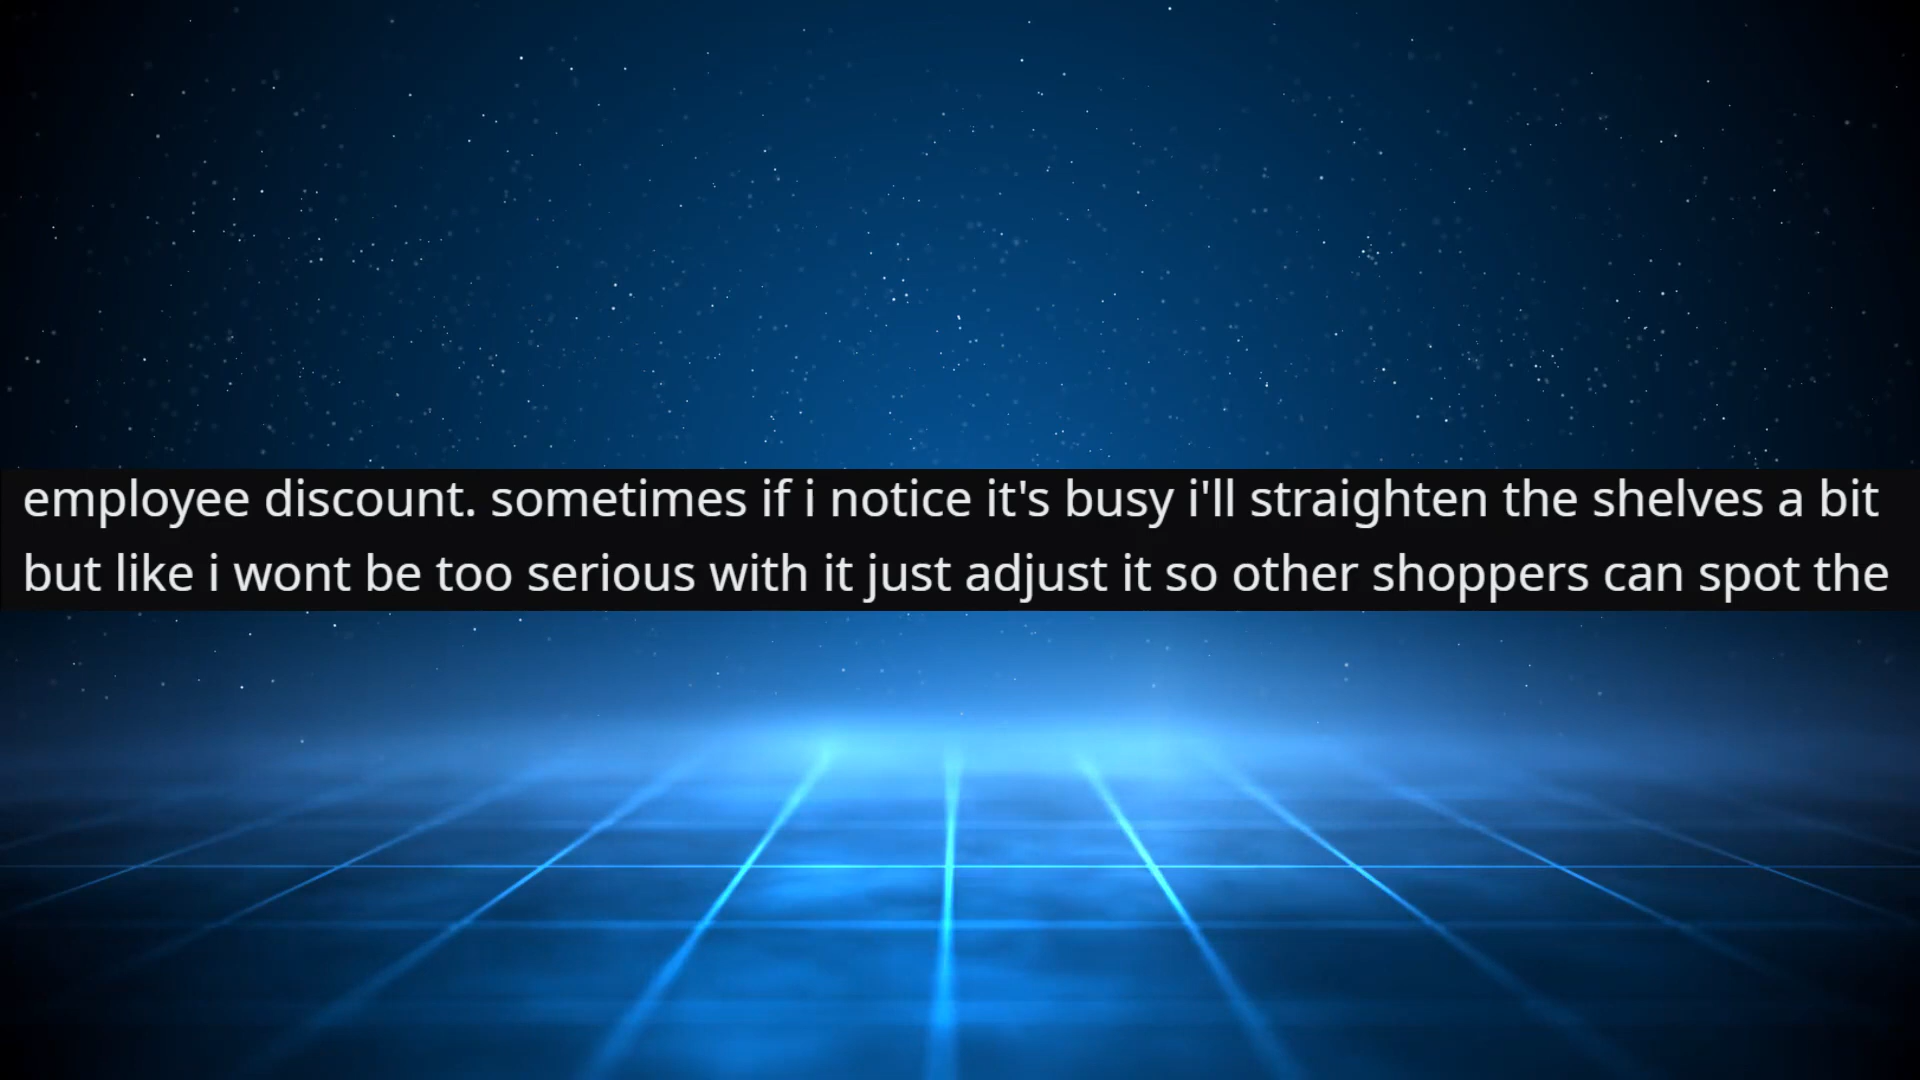 employee discount. sometimes if i notice it's busy i'll straighten the shelves a bit
but like i wont be too serious with it just adjust it so other shoppers can spot the